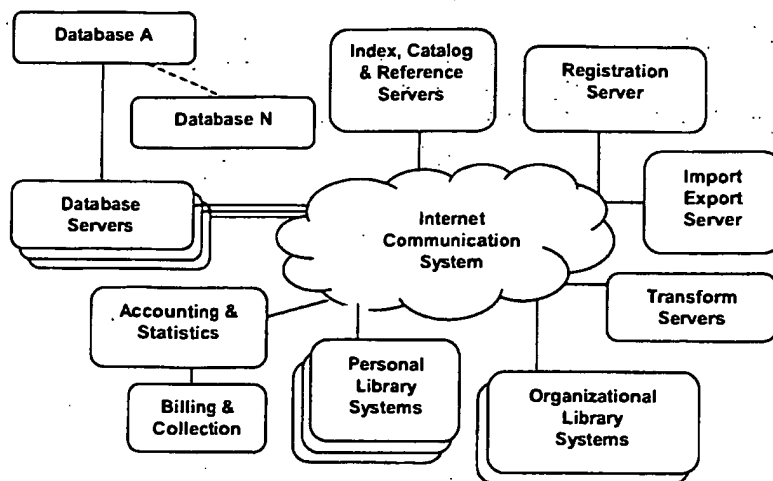 Database A
Database N
Index, Catalog
& Reference
Servers
Registration
Server
Database
Servers
Internet
Communication
System
Import
Export
Server
Accounting &
Statistics
Transform
Servers
Billing &
Collection
Personal
Library
Systems
Organizational
Library
Systems